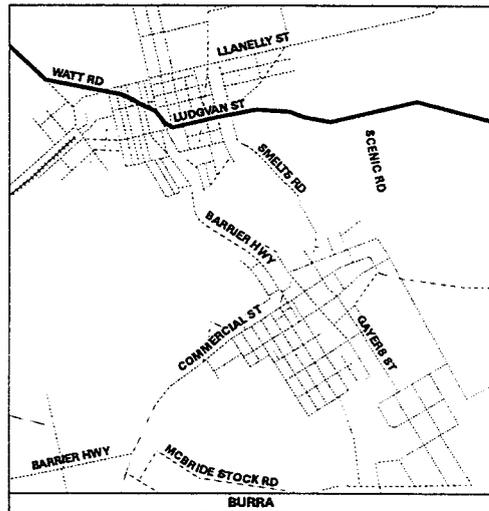 LLANELLY ST
WATT RD
LUDGVAN ST
SMELTS RD
SCENIC RD
BARRIER HWY
COMMERCIAL ST
GAYERS ST
BARRIER HWY
MCBRIDE STOCK RD
BURRA